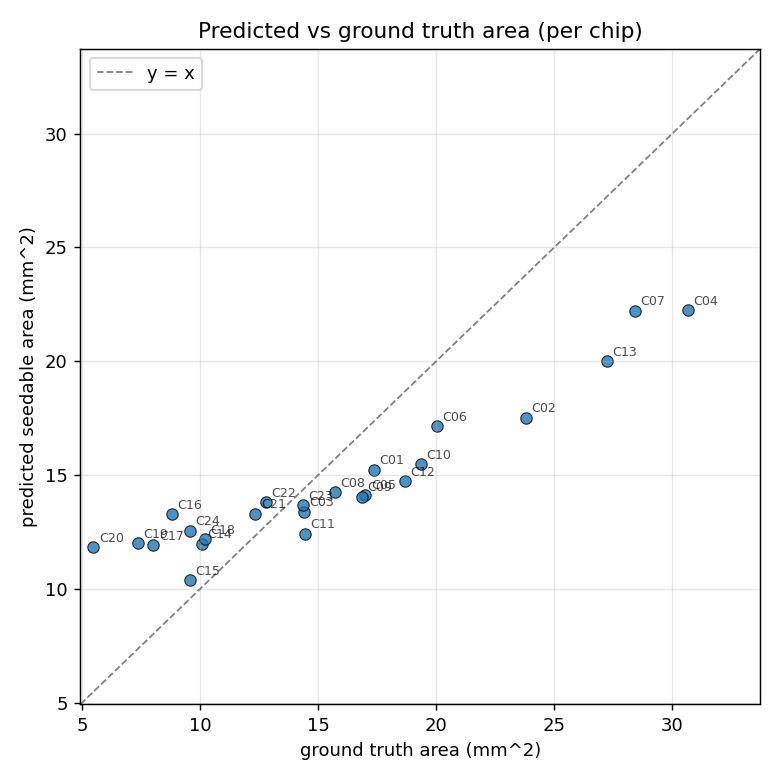 Predicted vs ground truth area (per chip)
y = x
predicted seedable area (mm^2)
30
25
20
15
10
5
C07
C04
C13
C02
C06
C01
C10
C12
C08
C05
C09
C22
C21
C23
C03
C11
C16
C24
C18
C14
C20
C19
C17
C15
5
10
15
20
25
30
ground truth area (mm^2)